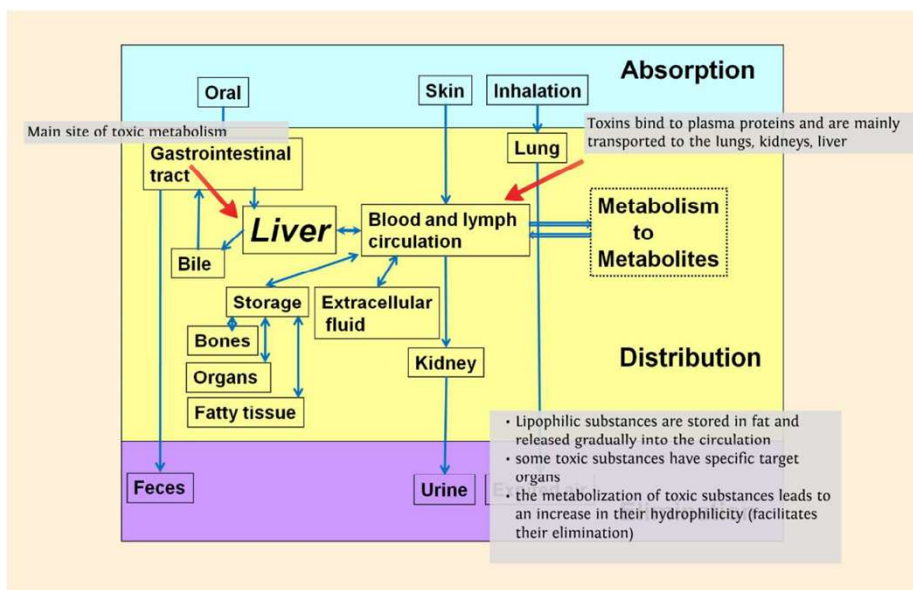 Absorption
Oral
Skin
Inhalation
Main site of toxic metabolism
Toxins bind to plasma proteins and are mainly
transported to the lungs, kidneys, liver
Gastrointestinal
tract
Lung
Liver
Blood and lymph
circulation
Metabolism
to
Metabolites
Bile
Storage
Extracellular
fluid
Bones
Organs
Fatty tissue
Kidney
Distribution
• Lipophilic substances are stored in fat and
released gradually into the circulation
• some toxic substances have specific target
organs
• the metabolization of toxic substances leads to
an increase in their hydrophilicity (facilitates
their elimination)
Feces
Urine
Expired air
Elimination